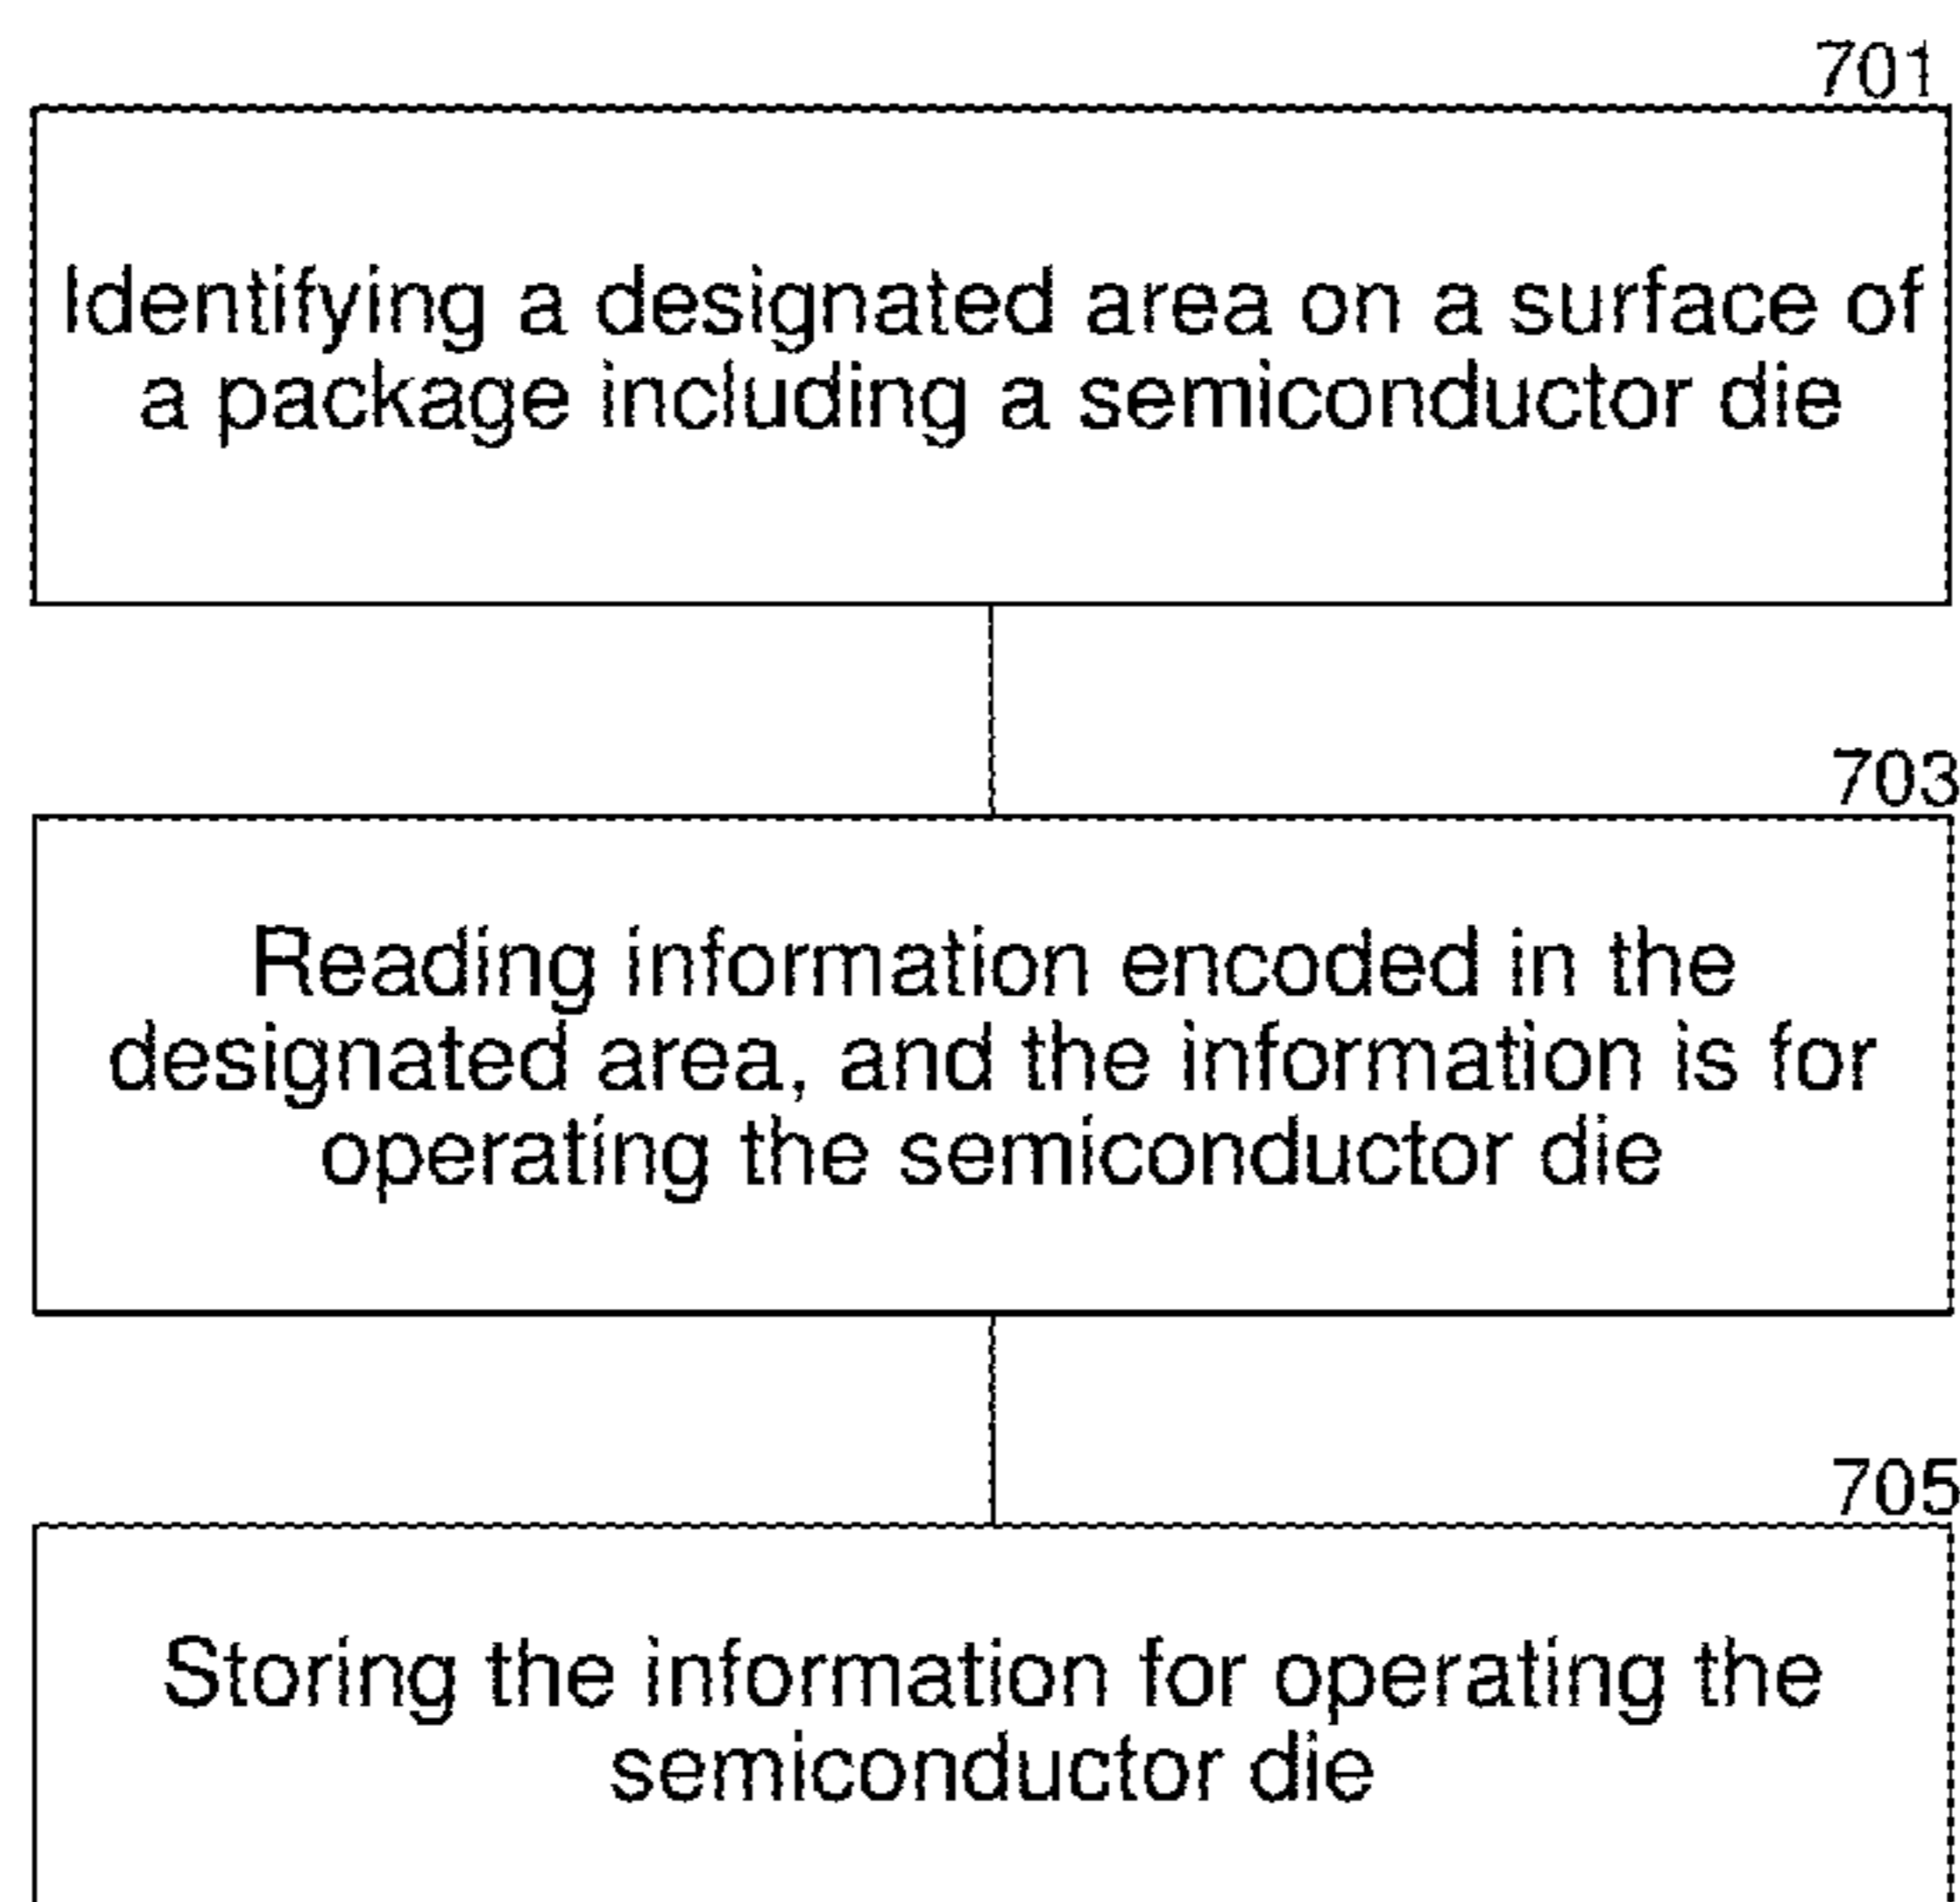 701
Identifying a designated area on a surface of
a package including a semiconductor die
703
Reading information encoded in the
designated area, and the information is for
operating the semiconductor die
705
Storing the information for operating the
semiconductor die